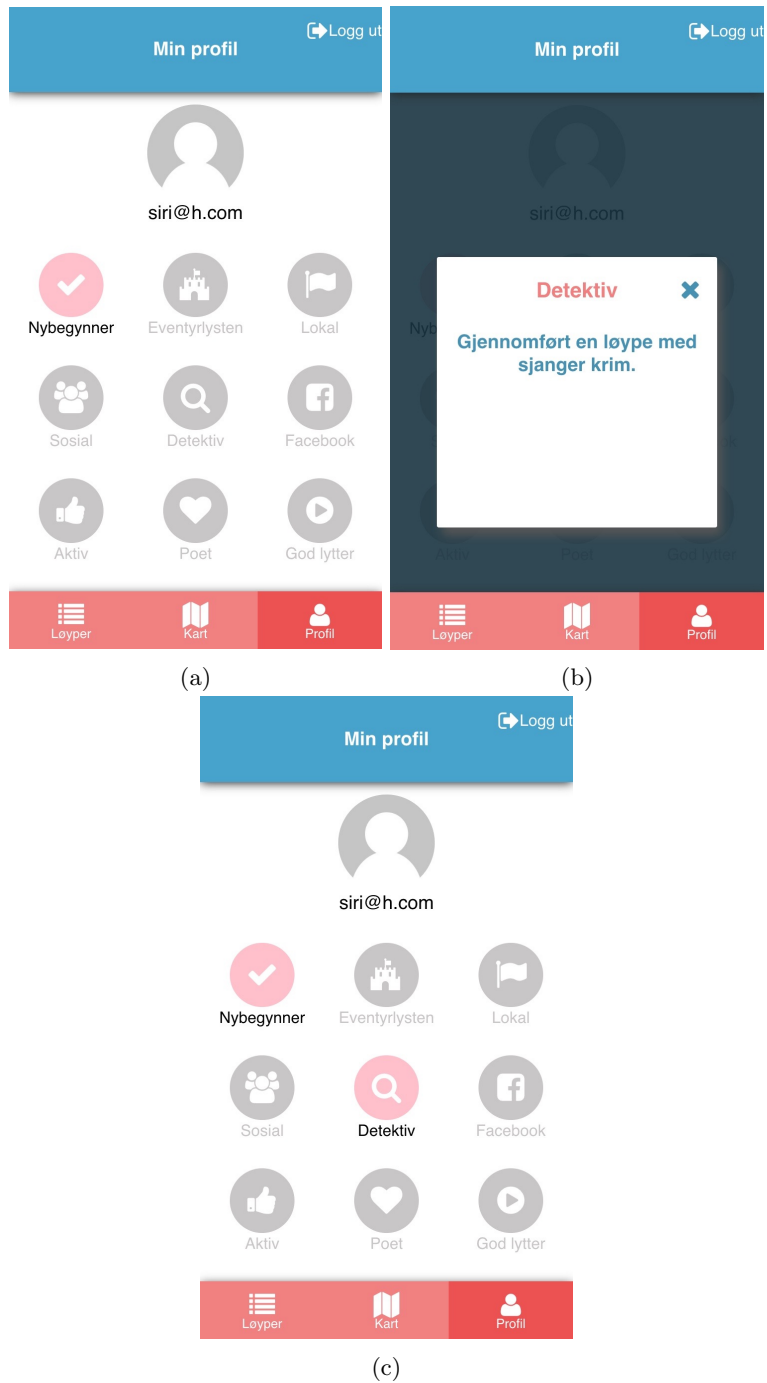 Logg ut
Min profil
siri@h.com
Nybegynner Eventyrlysten Lokal
Sosial Detektiv Facebook
Aktiv Poet God lytter
Løyper Kart Profil
(a)
Logg ut
Min profil
siri@h.com
Detektiv
Gjennomført en løype med
sjanger krim.
Nyb
Aktiv Poet God lytter
Løyper Kart Profil
(b)
Logg ut
Min profil
siri@h.com
Nybegynner Eventyrlysten Lokal
Sosial Detektiv Facebook
Aktiv Poet God lytter
Løyper Kart Profil
(c)